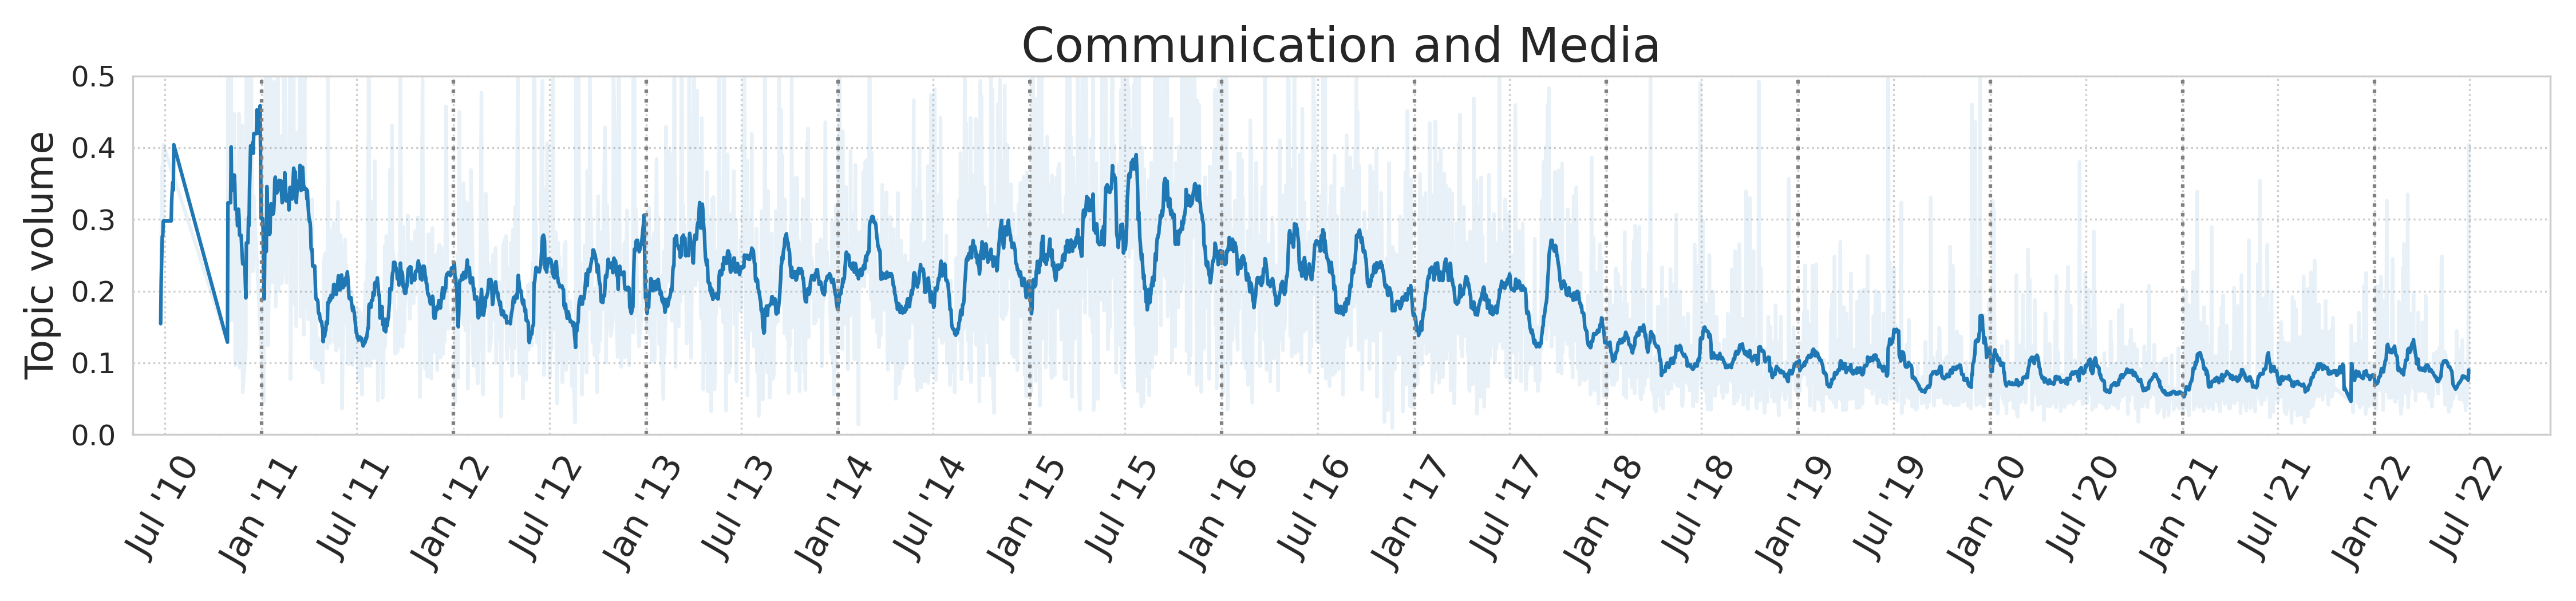 Communication and Media
Topic volume
0.5
0.4
0.3
0.2
0.1
0.0
Jul '10
Jan '11
Jul '11
Jan '12
Jul '12
Jan '13
Jul '13
Jan '14
Jul '14
Jan '15
Jul '15
Jan '16
Jul '16
Jan '17
Jul '17
Jan '18
Jul '18
Jan '19
Jul '19
Jan '20
Jul '20
Jan '21
Jul '21
Jan '22
Jul '22